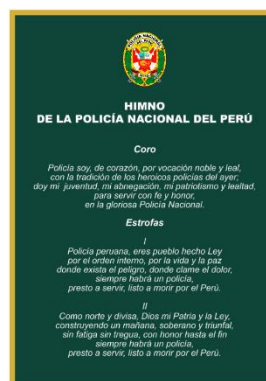 HIMNO
DE LA POLICÍA NACIONAL DEL PERÚ
Coro
Policía soy, de corazón, por vocación noble y leal,
con la tradición de los heroicos policías del ayer;
doy mi juventud, mi abnegación, mi patriotismo y lealtad,
para servir con fe y honor,
en la gloriosa Policía Nacional.
Estrofas
I
Policía peruana, eres pueblo hecho Ley
por el orden interno, por la vida y la paz
donde exista el peligro, donde clame el dolor,
siempre habrá un policía,
presto a servir, listo a morir por el Perú.
II
Como norte y divisa, Dios mi Patria y la Ley,
construyendo un mañana, soberano y triunfal,
sin fatiga sin tregua, con honor hasta el fin
siempre habrá un policía,
presto a servir, listo a morir por el Perú.